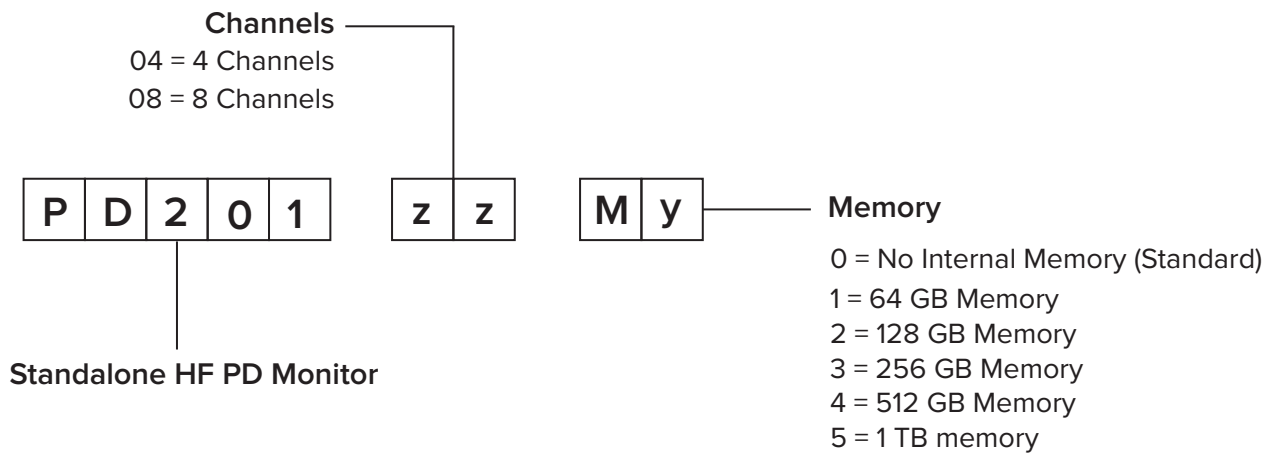 Channels
04 = 4 Channels
08 = 8 Channels
P D 2 0 1 z z M y
Memory
0 = No Internal Memory (Standard)
1 = 64 GB Memory
2 = 128 GB Memory
3 = 256 GB Memory
4 = 512 GB Memory
5 = 1 TB memory
Standalone HF PD Monitor